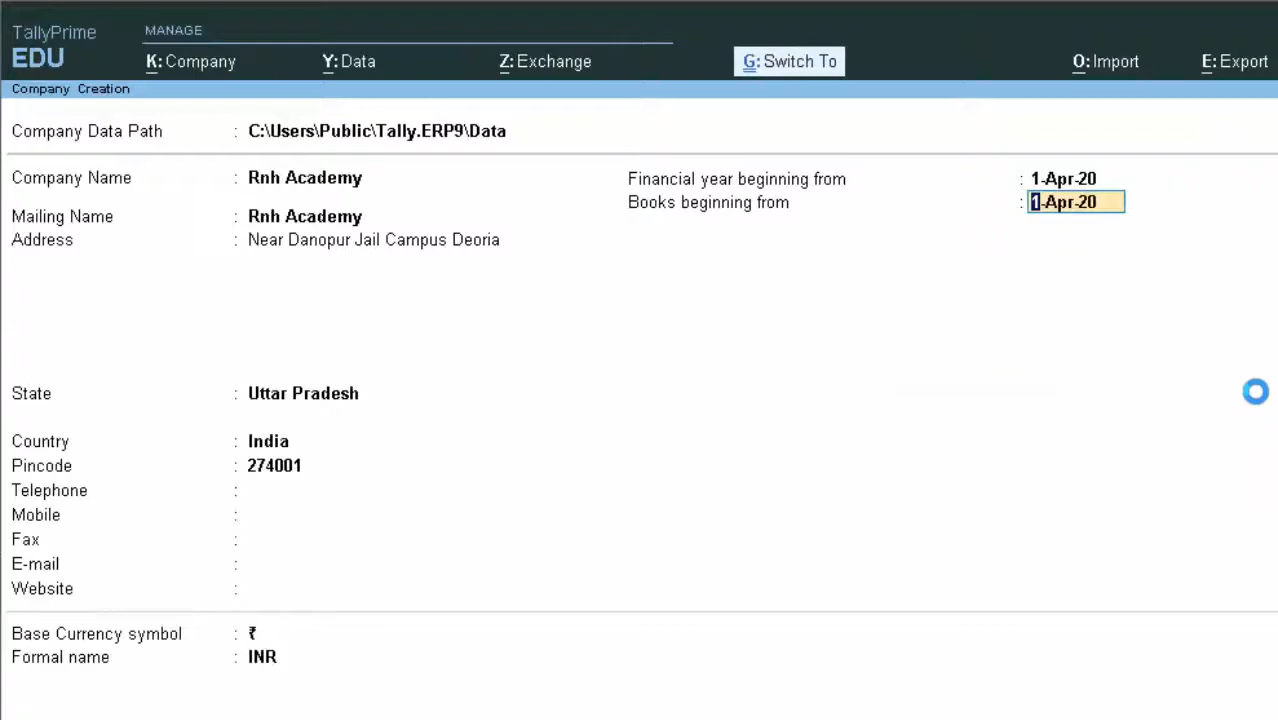 TallyPrime MANAGE
EDU K: Company Y: Data Z: Exchange G: Switch To O: Import E: Export
Company Creation
Company Data Path : C:\Users\Public\Tally.ERP9\Data
Company Name : Rnh Academy Financial year beginning from : 1-Apr-20
Books beginning from : 1-Apr-20
Mailing Name : Rnh Academy
Address : Near Danopur Jail Campus Deoria
State : Uttar Pradesh
Country : India
Pincode : 274001
Telephone :
Mobile :
Fax :
E-mail :
Website :
Base Currency symbol : ₹
Formal name : INR